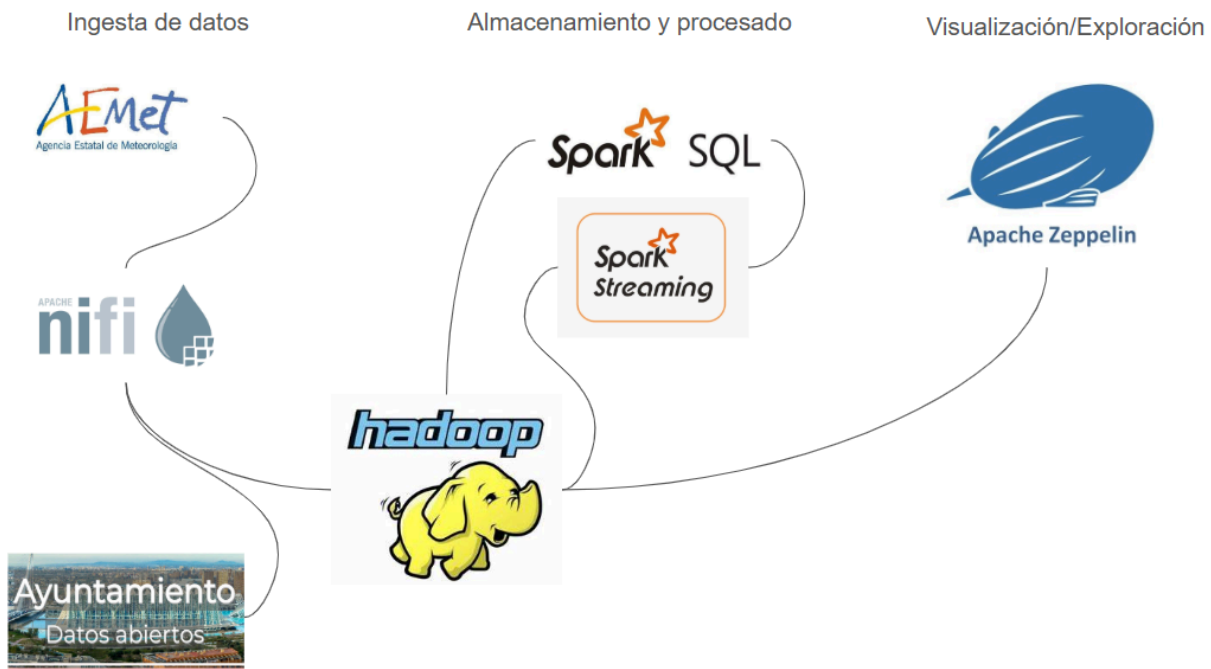 Ingesta de datos
Almacenamiento y procesado
Visualización/Exploración
AEMet
Agencia Estatal de Meteorología
APACHE
nifi
Ayuntamiento
Datos abiertos
Spark SQL
Spark
Streaming
hadoop
Apache Zeppelin